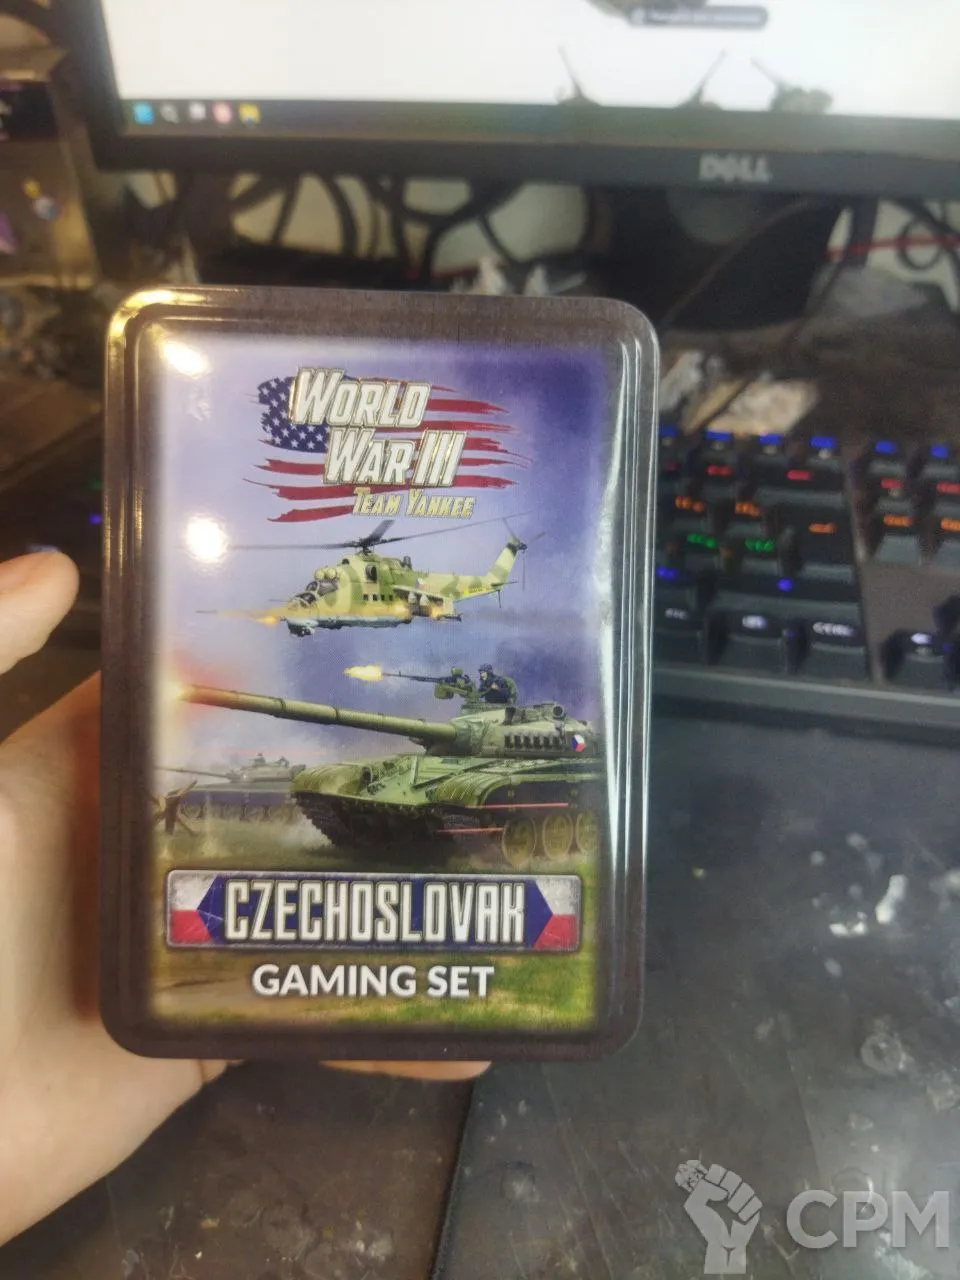 DELL
WORLD
WAR III
TEAM YANKEE
CZECHOSLOVAK
GAMING SET
CPM